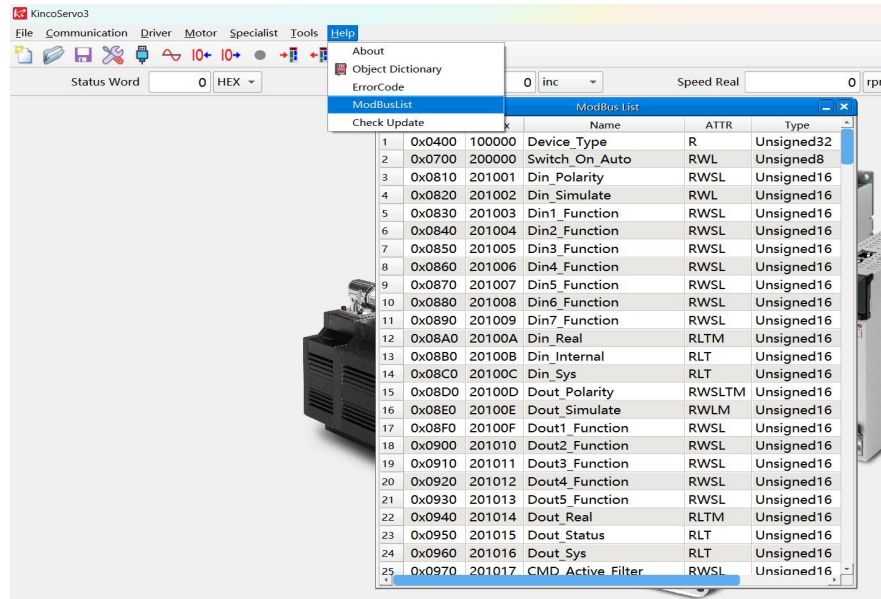 KincoServo3
File Communication Driver Motor Specialist Tools Help
About
Object Dictionary
ErrorCode
ModBusList
Check Update
Status Word 0 HEX 0 inc Speed Real 0 rpr
ModBus List
x Name ATTR Type
1 0x0400 100000 Device_Type R Unsigned32
2 0x0700 200000 Switch_On_Auto RWL Unsigned8
3 0x0810 201001 Din_Polarity RWSL Unsigned16
4 0x0820 201002 Din_Simulate RWL Unsigned16
5 0x0830 201003 Din1_Function RWSL Unsigned16
6 0x0840 201004 Din2_Function RWSL Unsigned16
7 0x0850 201005 Din3_Function RWSL Unsigned16
8 0x0860 201006 Din4_Function RWSL Unsigned16
9 0x0870 201007 Din5_Function RWSL Unsigned16
10 0x0880 201008 Din6_Function RWSL Unsigned16
11 0x0890 201009 Din7_Function RWSL Unsigned16
12 0x08A0 20100A Din_Real RLTM Unsigned16
13 0x08B0 20100B Din_Internal RLT Unsigned16
14 0x08C0 20100C Din_Sys RLT Unsigned16
15 0x08D0 20100D Dout_Polarity RWSLTM Unsigned16
16 0x08E0 20100E Dout_Simulate RWLM Unsigned16
17 0x08F0 20100F Dout1_Function RWSL Unsigned16
18 0x0900 201010 Dout2_Function RWSL Unsigned16
19 0x0910 201011 Dout3_Function RWSL Unsigned16
20 0x0920 201012 Dout4_Function RWSL Unsigned16
21 0x0930 201013 Dout5_Function RWSL Unsigned16
22 0x0940 201014 Dout_Real RLTM Unsigned16
23 0x0950 201015 Dout_Status RLT Unsigned16
24 0x0960 201016 Dout_Sys RLT Unsigned16
25 0x0970 201017 CMD_Active_Filter RWSL Unsigned16